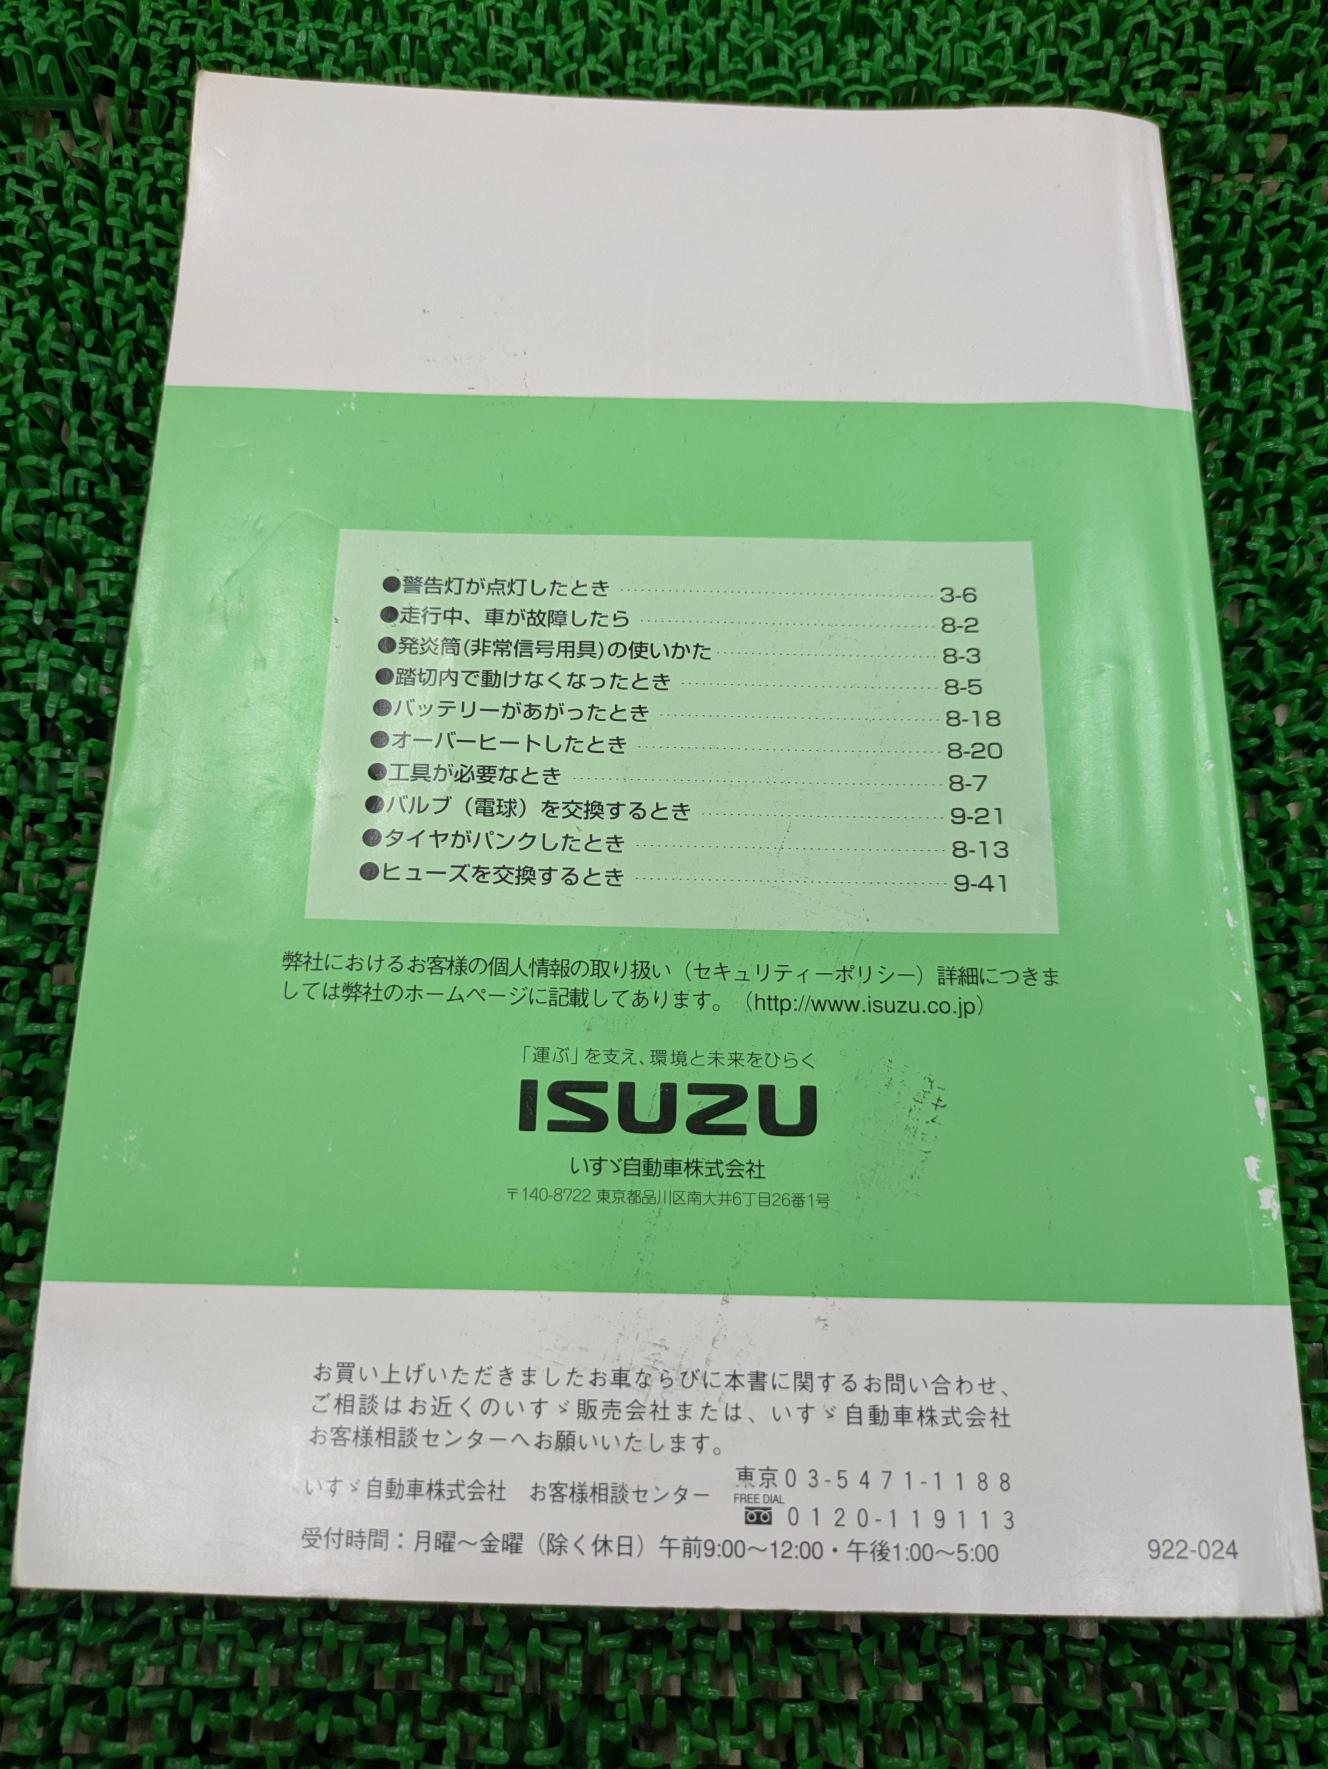 ●警告灯が点灯したとき 3-6
●走行中、車が故障したら 8-2
●発炎筒(非常信号用具)の使いかた 8-3
●踏切内で動けなくなったとき 8-5
●バッテリーがあがったとき 8-18
●オーバーヒートしたとき 8-20
●工具が必要なとき 8-7
●バルブ（電球）を交換するとき 9-21
●タイヤがパンクしたとき 8-13
●ヒューズを交換するとき 9-41
弊社におけるお客様の個人情報の取り扱い（セキュリティーポリシー）詳細につきま
しては弊社のホームページに記載してあります。（http://www.isuzu.co.jp）
「運ぶ」を支え、環境と未来をひらく
ISUZU
いすゞ自動車株式会社
〒140-8722 東京都品川区南大井6丁目26番1号
お買い上げいただきましたお車ならびに本書に関するお問い合わせ、
ご相談はお近くのいすゞ販売会社または、いすゞ自動車株式会社
お客様相談センターへお願いいたします。
いすゞ自動車株式会社 お客様相談センター 東京03-5471-1188
FREE DIAL
0120-119113
受付時間：月曜～金曜（除く休日）午前9:00～12:00・午後1:00～5:00
922-024